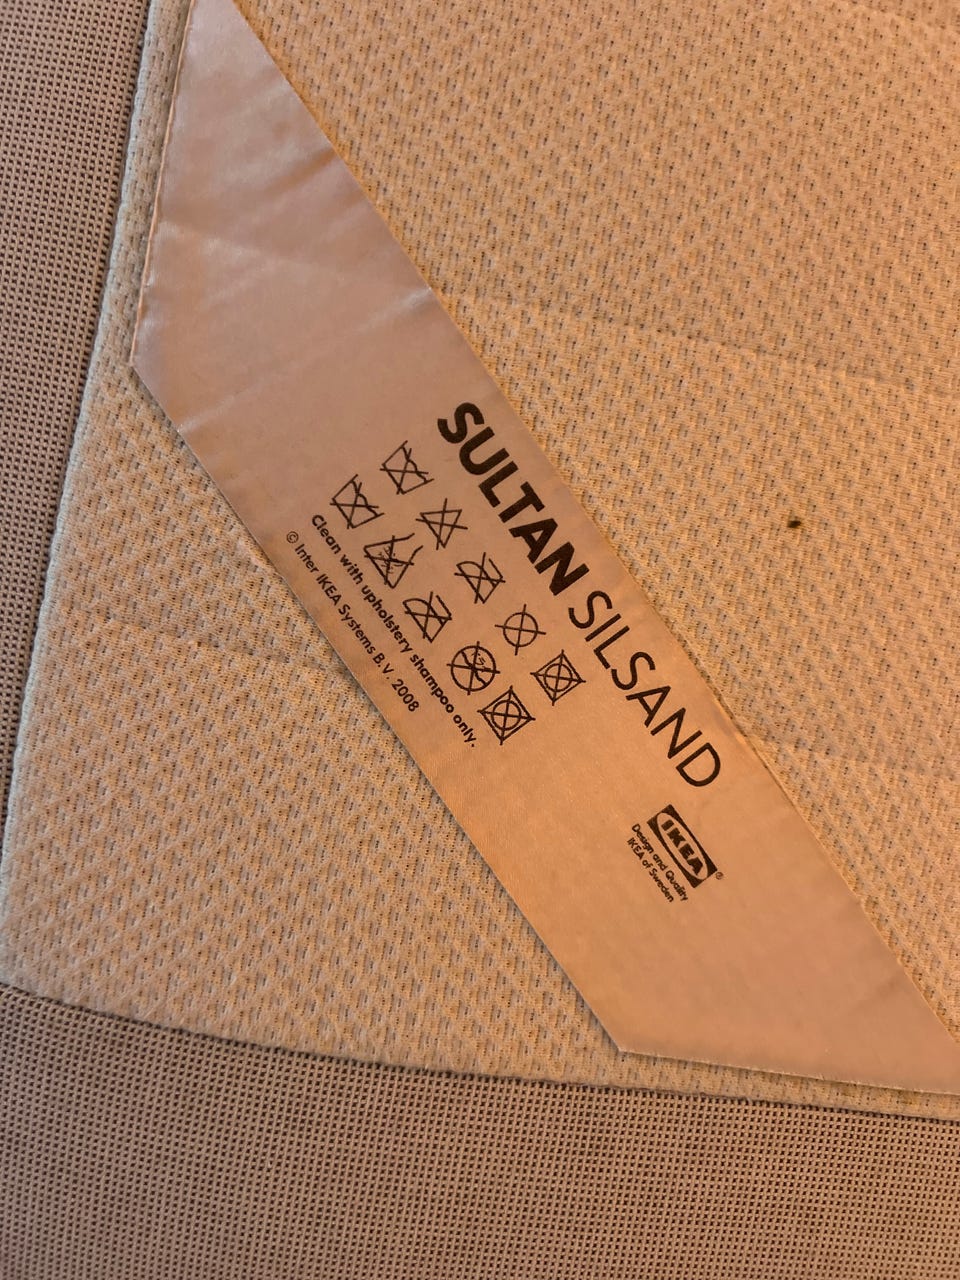 SULTAN SILSAND
Clean with upholstery shampoo only.
© Inter IKEA Systems B.V. 2008
IKEA®
Design and Quality
IKEA of Sweden